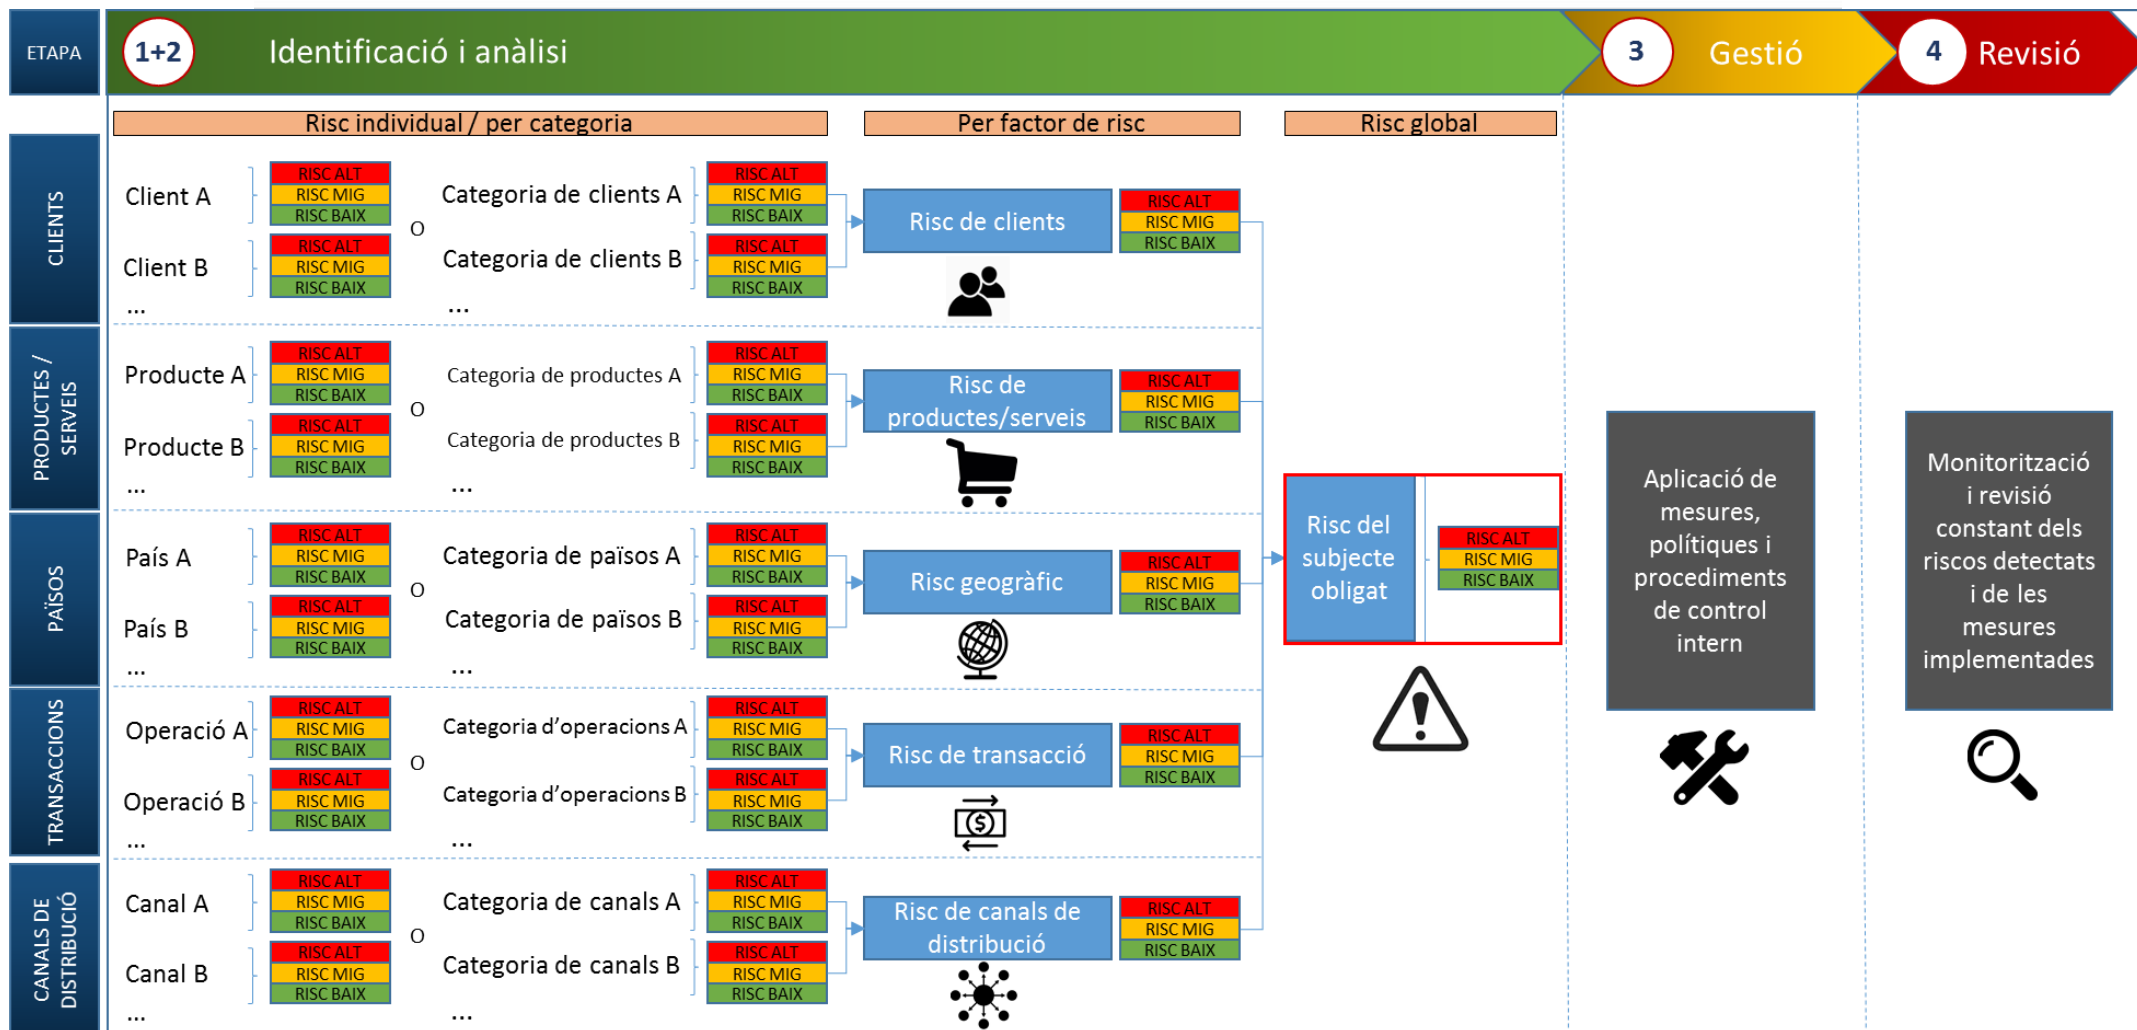 ETAPA
1+2
Identificació i anàlisi
3
Gestió
4
Revisió
Risc individual / per categoria
Per factor de risc
Risc global
CLIENTS
Client A
RISC ALT
RISC MIG
RISC BAIX
O
Categoria de clients A
RISC ALT
RISC MIG
RISC BAIX
Client B
RISC ALT
RISC MIG
RISC BAIX
Categoria de clients B
RISC ALT
RISC MIG
RISC BAIX
...
...
Risc de clients
RISC ALT
RISC MIG
RISC BAIX
PRODUCTES /
SERVEIS
Producte A
RISC ALT
RISC MIG
RISC BAIX
O
Categoria de productes A
RISC ALT
RISC MIG
RISC BAIX
Producte B
RISC ALT
RISC MIG
RISC BAIX
Categoria de productes B
RISC ALT
RISC MIG
RISC BAIX
...
...
Risc de
productes/serveis
RISC ALT
RISC MIG
RISC BAIX
PAÏSOS
País A
RISC ALT
RISC MIG
RISC BAIX
O
Categoria de països A
RISC ALT
RISC MIG
RISC BAIX
País B
RISC ALT
RISC MIG
RISC BAIX
Categoria de països B
RISC ALT
RISC MIG
RISC BAIX
...
...
Risc geogràfic
RISC ALT
RISC MIG
RISC BAIX
TRANSACCIONS
Operació A
RISC ALT
RISC MIG
RISC BAIX
O
Categoria d'operacions A
RISC ALT
RISC MIG
RISC BAIX
Operació B
RISC ALT
RISC MIG
RISC BAIX
Categoria d'operacions B
RISC ALT
RISC MIG
RISC BAIX
...
...
Risc de transacció
RISC ALT
RISC MIG
RISC BAIX
$
CANALS DE
DISTRIBUCIÓ
Canal A
RISC ALT
RISC MIG
RISC BAIX
O
Categoria de canals A
RISC ALT
RISC MIG
RISC BAIX
Canal B
RISC ALT
RISC MIG
RISC BAIX
Categoria de canals B
RISC ALT
RISC MIG
RISC BAIX
...
...
Risc de canals de
distribució
RISC ALT
RISC MIG
RISC BAIX
Risc del
subjecte
obligat
RISC ALT
RISC MIG
RISC BAIX
Aplicació de
mesures,
polítiques i
procediments
de control
intern
Monitorització
i revisió
constant dels
riscos detectats
i de les
mesures
implementades